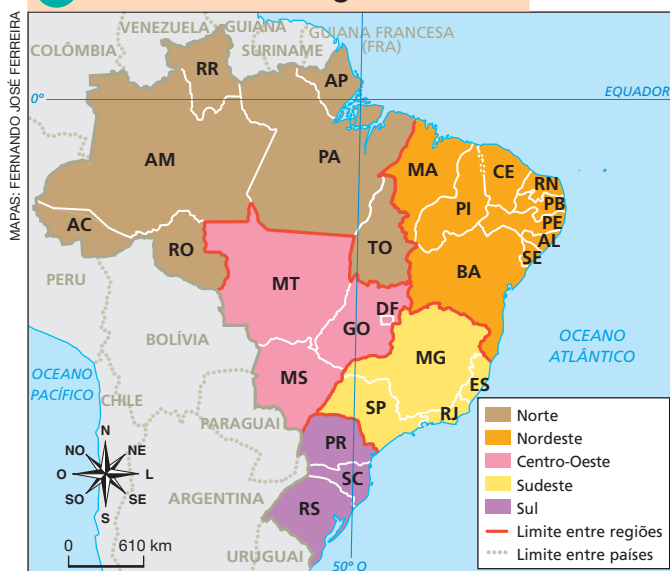 MAPAS: FERNANDO JOSÉ FERREIRA
VENEZUELA
GUIANA
COLÔMBIA
SURINAME
GUIANA FRANCESA
(FRA)
RR
AP
0º
EQUADOR
AM
PA
MA
CE
RN
PB
PI
PE
AL
SE
AC
RO
TO
PERU
MT
BA
DF
GO
BOLÍVIA
OCEANO
ATLÂNTICO
MG
ES
OCEANO
PACÍFICO
MS
SP
RJ
CHILE
PARAGUAI
PR
SC
ARGENTINA
RS
URUGUAI
50º O
N
NO
NE
O
L
SO
SE
S
0 610 km
Norte
Nordeste
Centro-Oeste
Sudeste
Sul
Limite entre regiões
Limite entre países